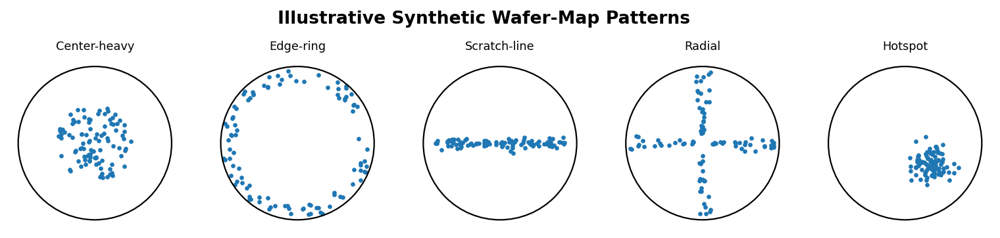 Illustrative Synthetic Wafer-Map Patterns
Center-heavy
Edge-ring
Scratch-line
Radial
Hotspot